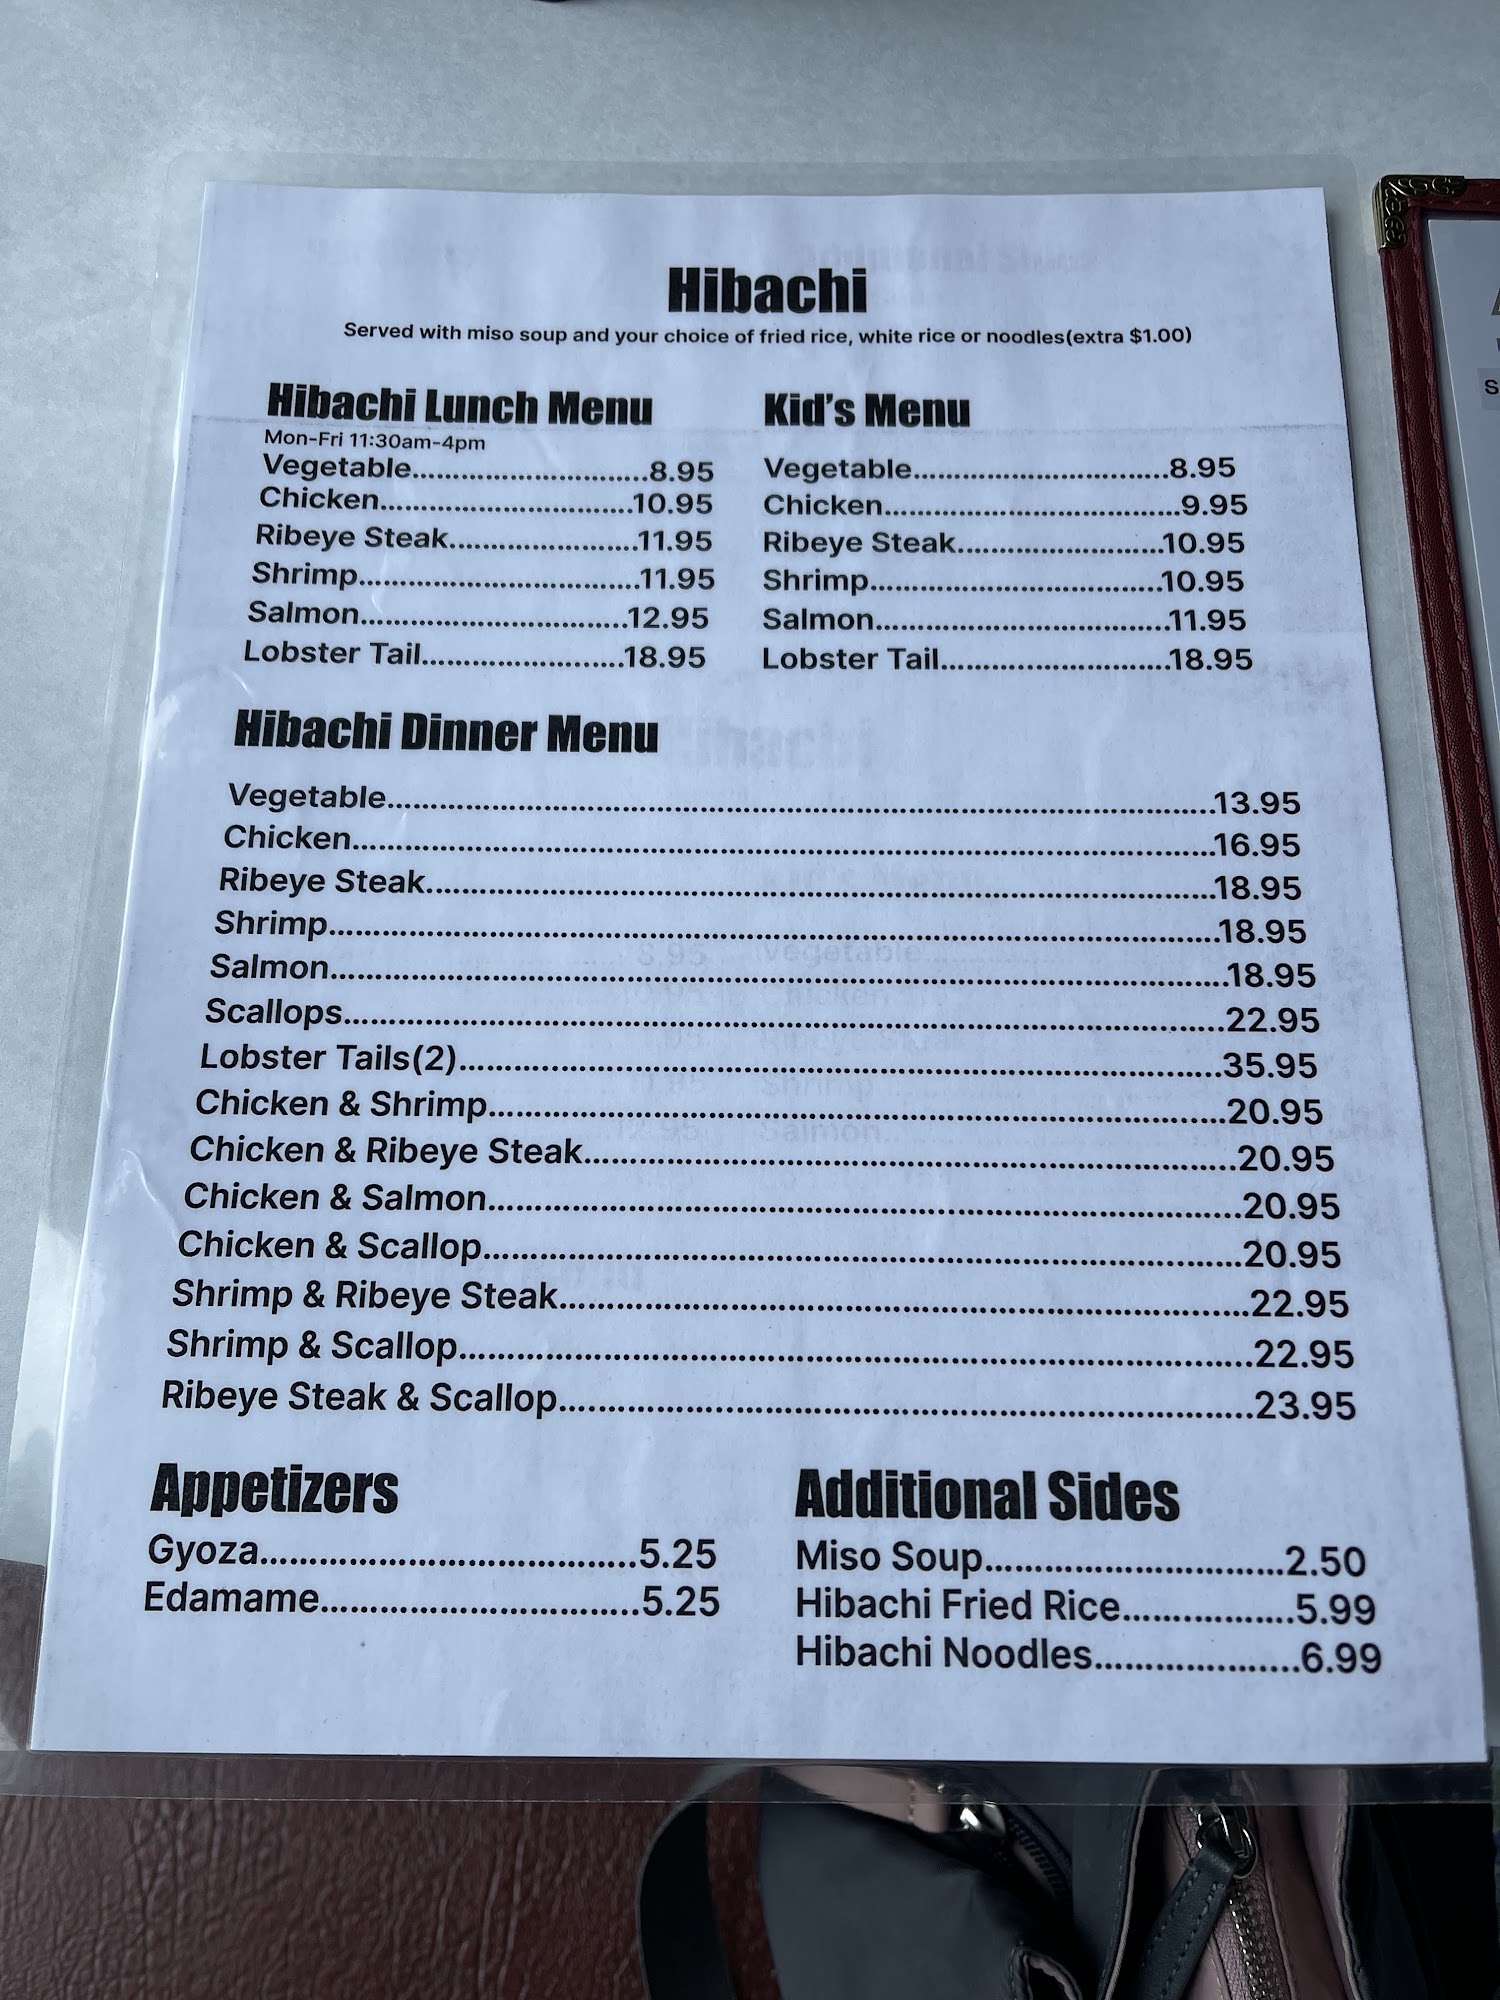 Hibachi
Served with miso soup and your choice of fried rice, white rice or noodles(extra $1.00)
Hibachi Lunch Menu
Mon-Fri 11:30am-4pm
Vegetable..............................8.95
Chicken................................10.95
Ribeye Steak........................11.95
Shrimp...................................11.95
Salmon.................................12.95
Lobster Tail.........................18.95
Kid's Menu
Vegetable................................8.95
Chicken.....................................9.95
Ribeye Steak..........................10.95
Shrimp.....................................10.95
Salmon.....................................11.95
Lobster Tail.............................18.95
Hibachi Dinner Menu
Vegetable..........................................................................................13.95
Chicken..............................................................................................16.95
Ribeye Steak......................................................................................18.95
Shrimp.................................................................................................18.95
Salmon.................................................................................................18.95
Scallops................................................................................................22.95
Lobster Tails(2)...................................................................................35.95
Chicken & Shrimp................................................................................20.95
Chicken & Ribeye Steak.......................................................................20.95
Chicken & Salmon.................................................................................20.95
Chicken & Scallop.................................................................................20.95
Shrimp & Ribeye Steak.........................................................................22.95
Shrimp & Scallop...................................................................................22.95
Ribeye Steak & Scallop.........................................................................23.95
Appetizers
Gyoza......................................5.25
Edamame................................5.25
Additional Sides
Miso Soup..............................2.50
Hibachi Fried Rice.................5.99
Hibachi Noodles....................6.99